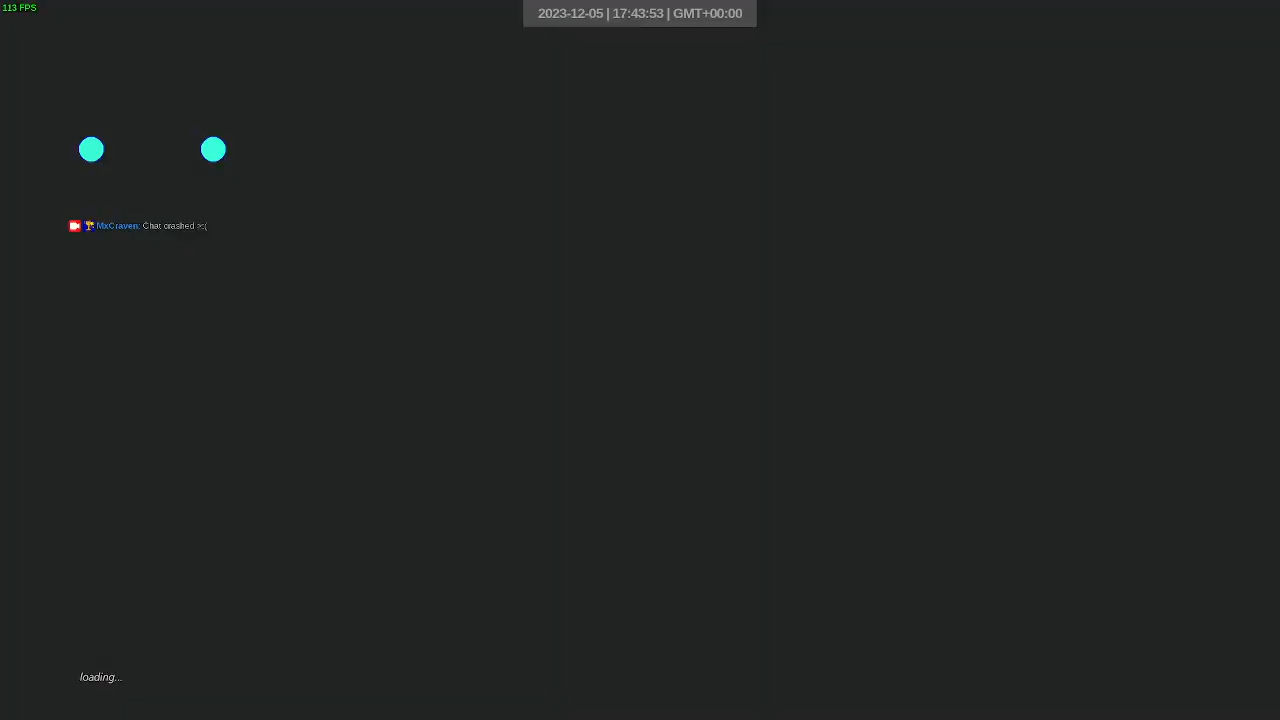 113 FPS
2023-12-05 | 17:43:53 | GMT+00:00
MxCraven: Chat crashed >:(
loading...